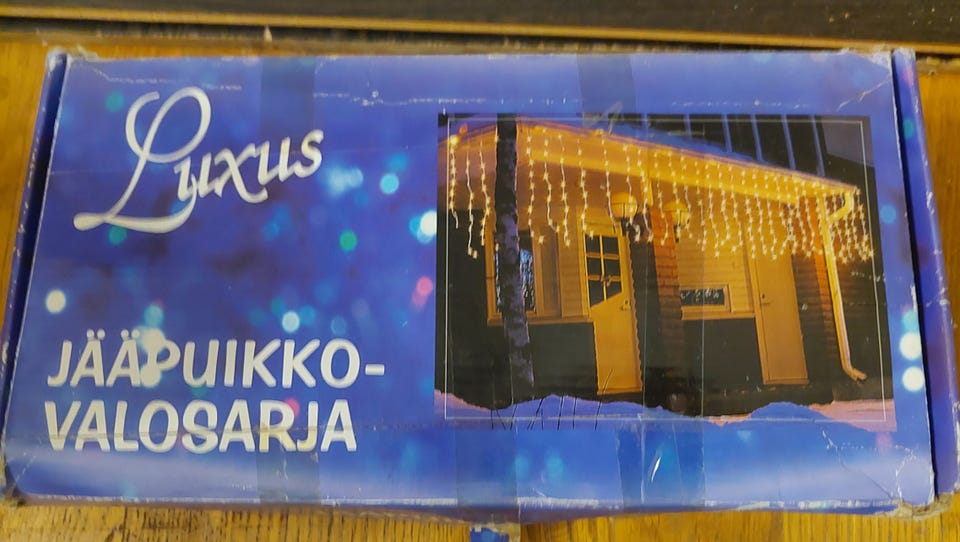 Luxus
JÄÄPUIKKO-
VALOSARJA